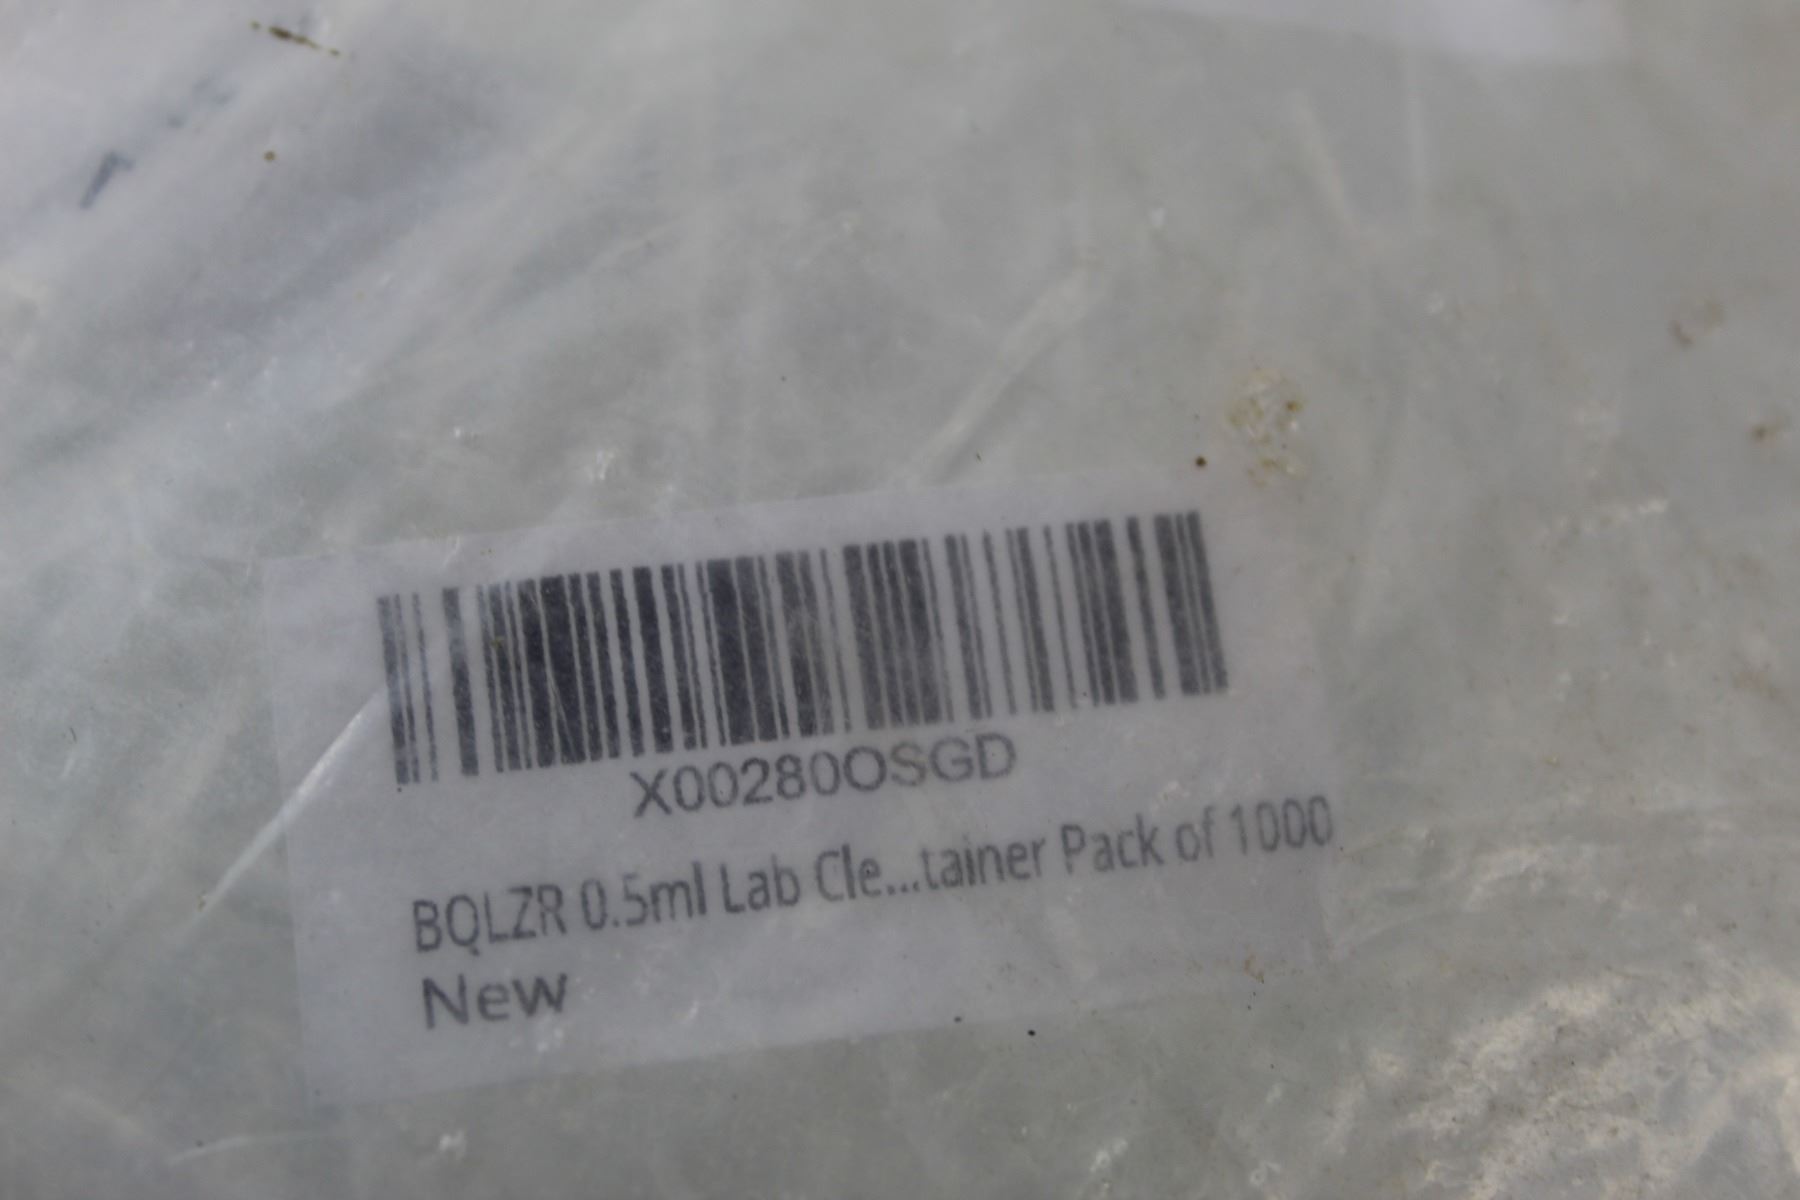 X00280OSGD
BQLZR 0.5ml Lab Cle...tainer Pack of 1000
New